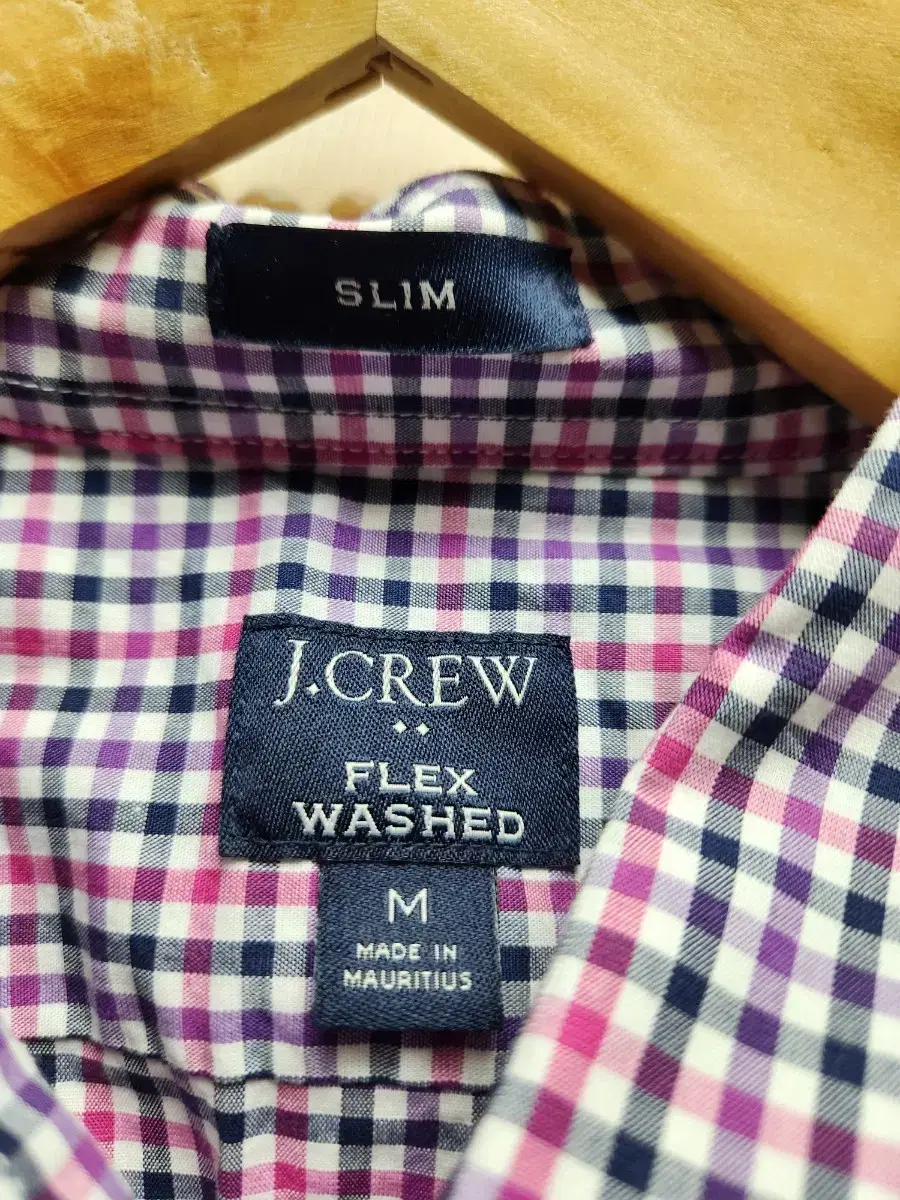 SLIM
J.CREW
FLEX
WASHED
M
MADE IN
MAURITIUS